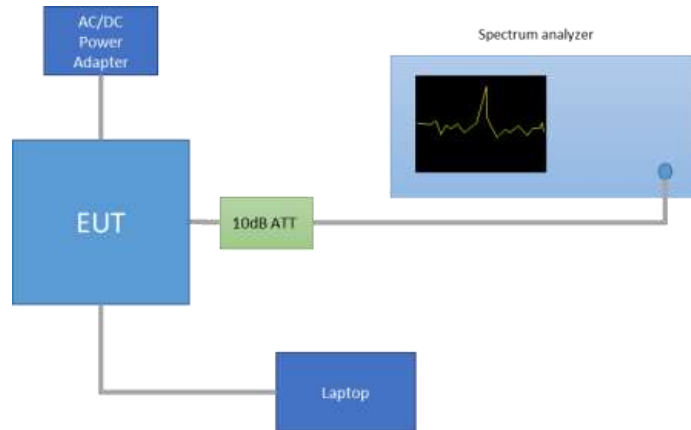 AC/DC
Power
Adapter
Spectrum analyzer
EUT
10dB ATT
Laptop